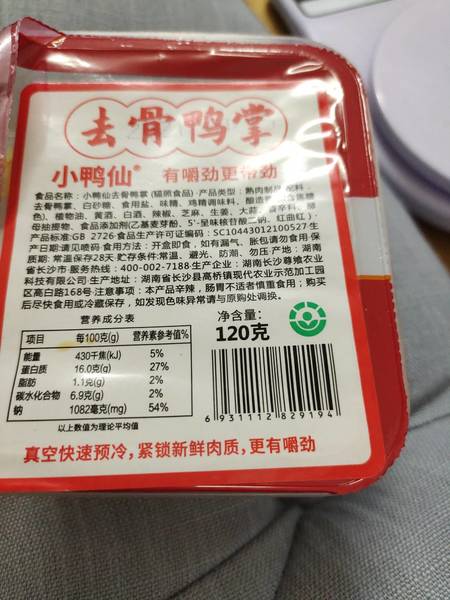 去骨鸭掌
小鸭仙® 有嚼劲更带劲
食品名称：小鸭仙去骨鸭掌(辐照食品)·产品类型：熟肉制品·配料：
去骨鸭掌、白砂糖、食用盐、味精、鸡精调味料、酿造酱油(含焦糖
色)、植物油、黄酒、白酒、辣椒、芝麻、生姜、大蒜、香辛料、酵
母抽提物、食品添加剂(乙基麦芽酚、5'-呈味核苷酸二钠、红曲红)·
产品标准:GB 2726·食品生产许可证编码：SC10443012100527·生
产日期:请见喷码·食用方法：开盒即食，如有漏气、胀包请勿食用·保
质期:常温保存28天·贮存条件:常温、避光、防潮、勿压·产地：湖南
省长沙市·服务热线：400-002-7188·生产企业：湖南长沙尊飨农业
科技有限公司·生产地址：湖南省长沙县高桥镇现代农业示范加工园
区高白路168号·注意事项：本产品辛辣，肠胃不适者慎重食用；购买
后尽快食用或冷藏保存，如发现色味异常请与原购处调换。
营养成分表
项目 每100克(g) 营养素参考值%
能量 430千焦(kJ) 5%
蛋白质 16.0克(g) 27%
脂肪 1.1克(g) 2%
碳水化合物 6.9克(g) 2%
钠 1082毫克(mg) 54%
以上数值为理论平均值
净含量：
120克
6 931112 829194
真空快速预冷，紧锁新鲜肉质，更有嚼劲